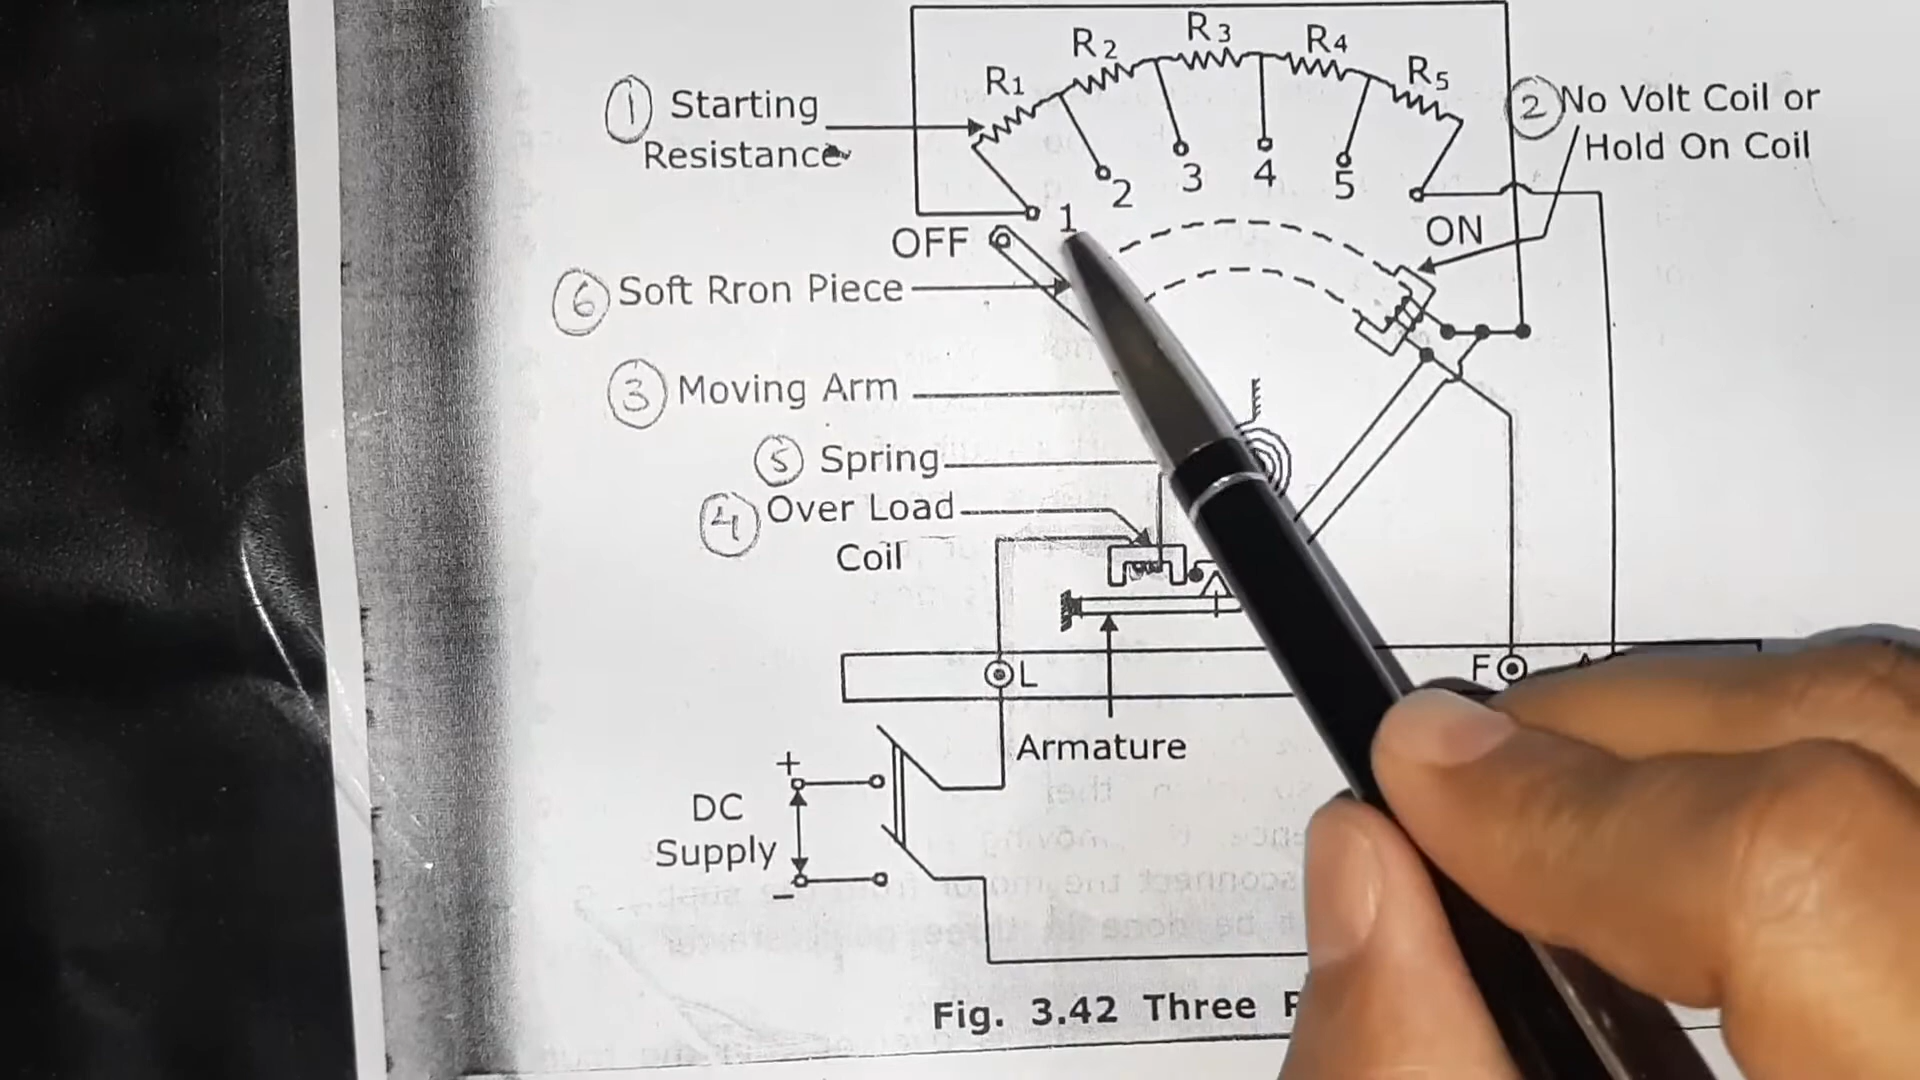 R1 R2 R3 R4 R5
1 Starting
Resistance
2 No Volt Coil or
Hold On Coil
1 2 3 4 5
OFF
ON
6 Soft Rron Piece
3 Moving Arm
5 Spring
4 Over Load
Coil
L
F
Armature
+
DC
Supply
−
Fig. 3.42 Three